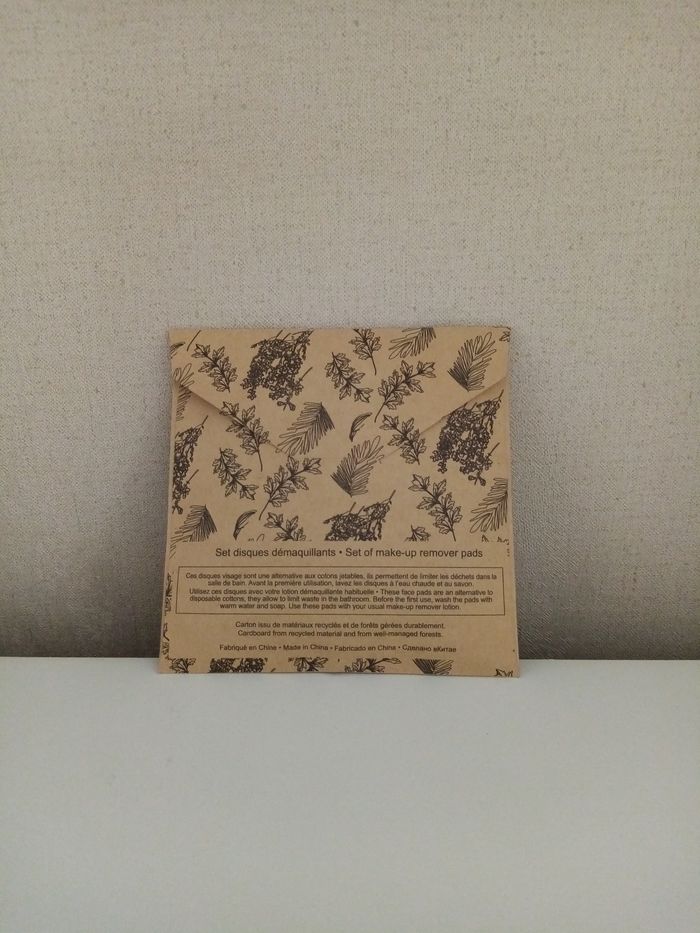 Set disques démaquillants • Set of make-up remover pads
Ces disques visage sont une alternative aux cotons jetables, ils permettent de limiter les déchets dans la
salle de bain. Avant la première utilisation, lavez les disques à l'eau chaude et au savon.
Utilisez ces disques avec votre lotion démaquillante habituelle • These face pads are an alternative to
disposable cottons, they allow to limit waste in the bathroom. Before the first use, wash the pads with
warm water and soap. Use these pads with your usual make-up remover lotion.
Carton issu de matériaux recyclés et de forêts gérées durablement.
Cardboard from recycled material and from well-managed forests.
Fabriqué en Chine • Made in China • Fabricado en China • Сделано вКитае